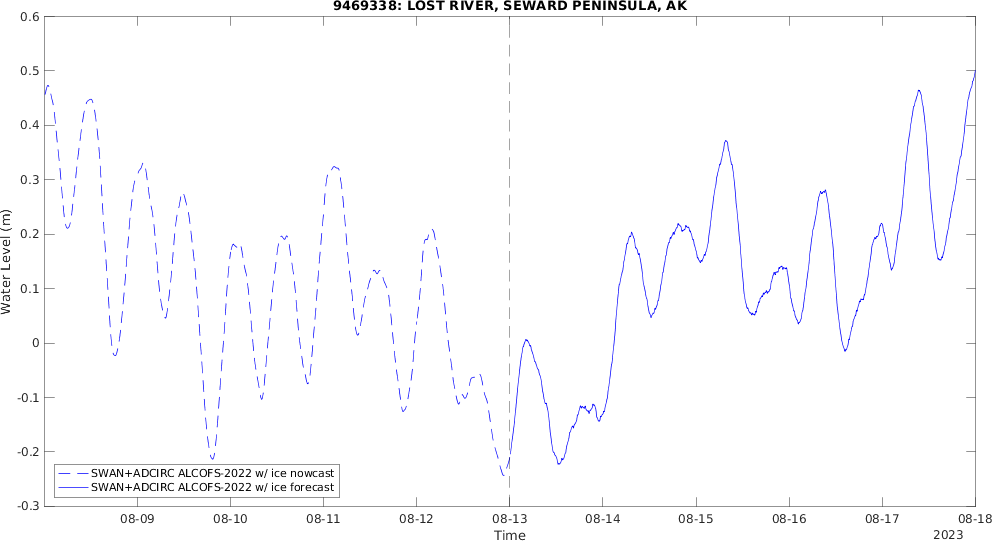 9469338: LOST RIVER, SEWARD PENINSULA, AK
0.6
0.5
0.4
0.3
0.2
0.1
0
-0.1
-0.2
-0.3
Water Level (m)
SWAN+ADCIRC ALCOFS-2022 w/ ice nowcast
SWAN+ADCIRC ALCOFS-2022 w/ ice forecast
08-09 08-10 08-11 08-12 08-13 08-14 08-15 08-16 08-17 08-18
Time
2023